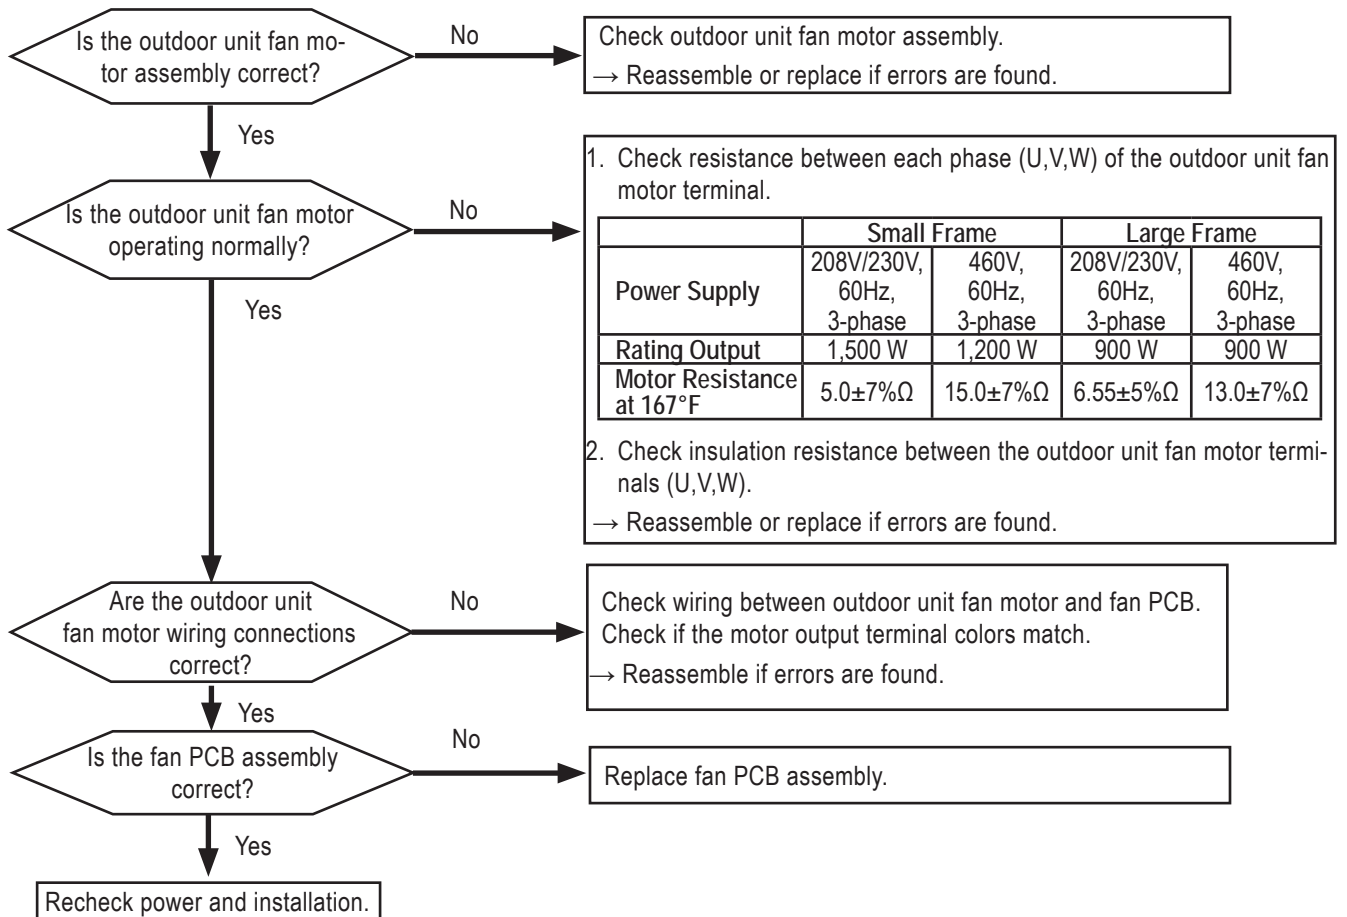 Is the outdoor unit fan mo-
tor assembly correct?
No
Check outdoor unit fan motor assembly.
→ Reassemble or replace if errors are found.
Yes
Is the outdoor unit fan motor
operating normally?
No
1. Check resistance between each phase (U,V,W) of the outdoor unit fan
motor terminal.
Small Frame Large Frame
Power Supply
208V/230V, 460V, 208V/230V, 460V,
60Hz, 60Hz, 60Hz, 60Hz,
3-phase 3-phase 3-phase 3-phase
Rating Output 1,500 W 1,200 W 900 W 900 W
Motor Resistance
at 167°F
5.0±7%Ω 15.0±7%Ω 6.55±5%Ω 13.0±7%Ω
2. Check insulation resistance between the outdoor unit fan motor termi-
nals (U,V,W).
→ Reassemble or replace if errors are found.
Yes
Are the outdoor unit
fan motor wiring connections
correct?
No
Check wiring between outdoor unit fan motor and fan PCB.
Check if the motor output terminal colors match.
→ Reassemble if errors are found.
Yes
Is the fan PCB assembly
correct?
No
Replace fan PCB assembly.
Yes
Recheck power and installation.